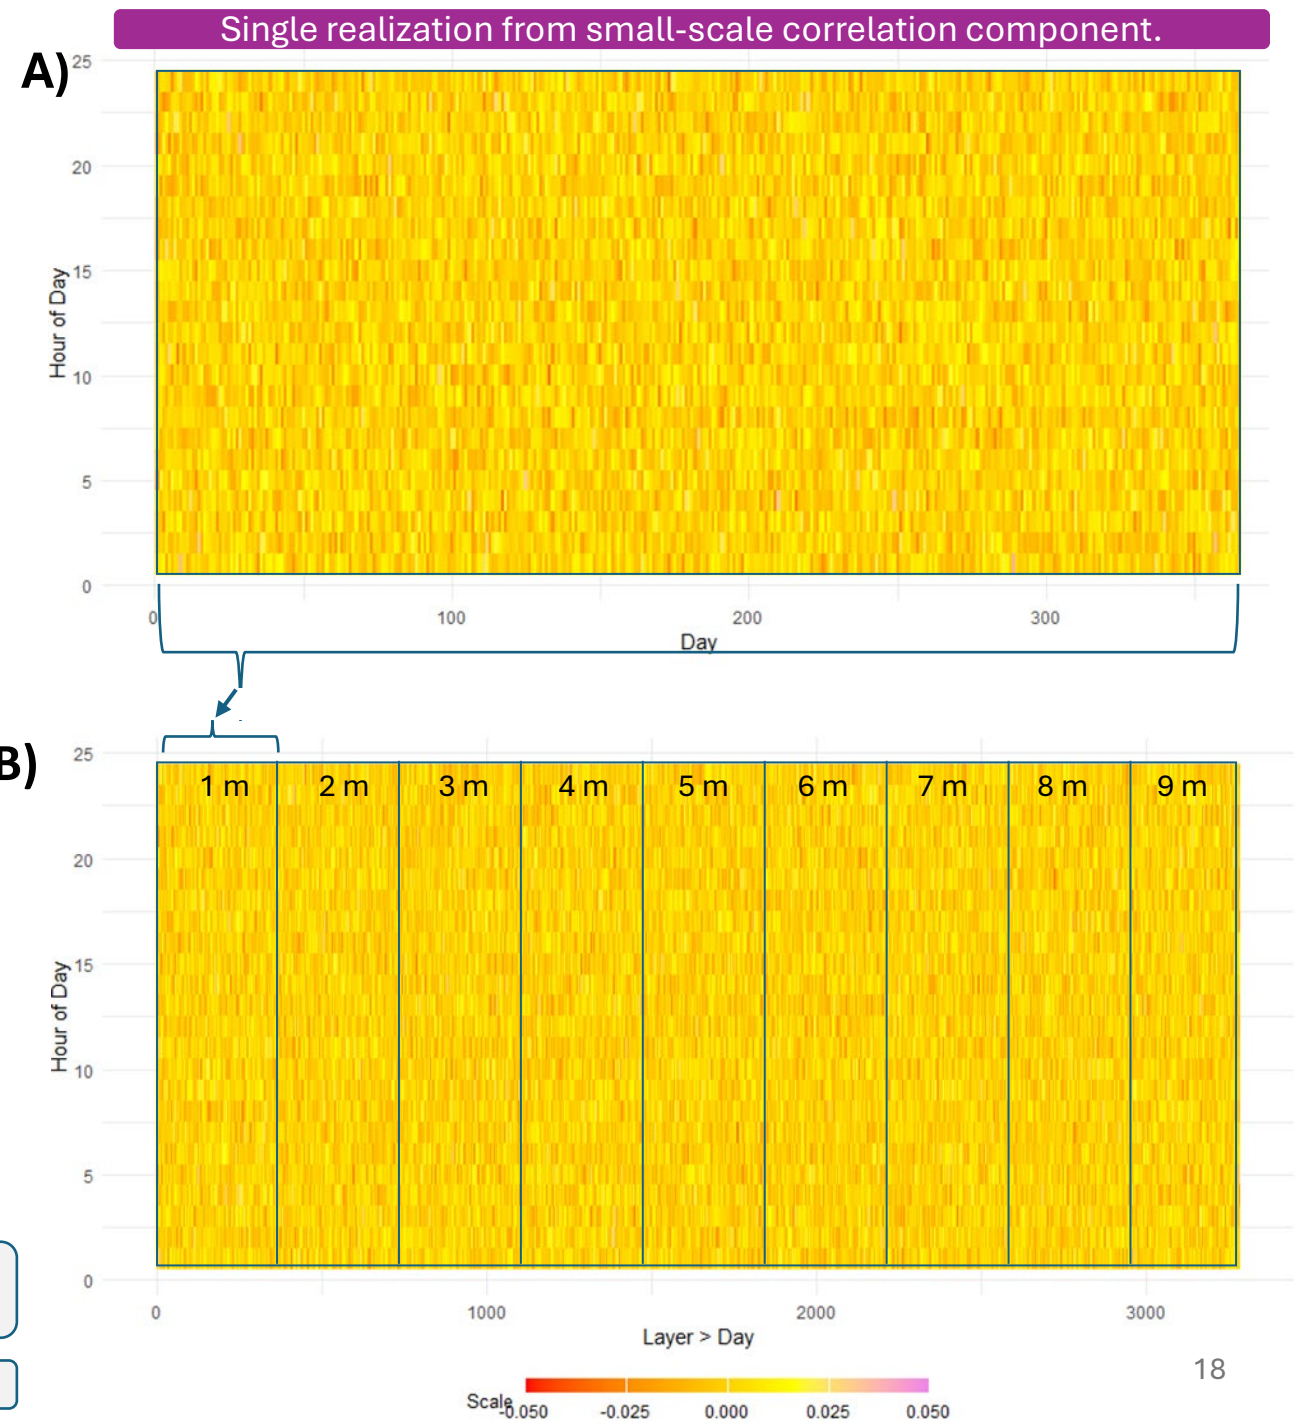 Single realization from small-scale correlation component.
A)
25
20
15
10
5
0
Hour of Day
0 100 200 300
Day
B)
25
20
15
10
5
0
Hour of Day
1 m 2 m 3 m 4 m 5 m 6 m 7 m 8 m 9 m
0 1000 2000 3000
Layer > Day
18
Scale
-0.050 -0.025 0.000 0.025 0.050